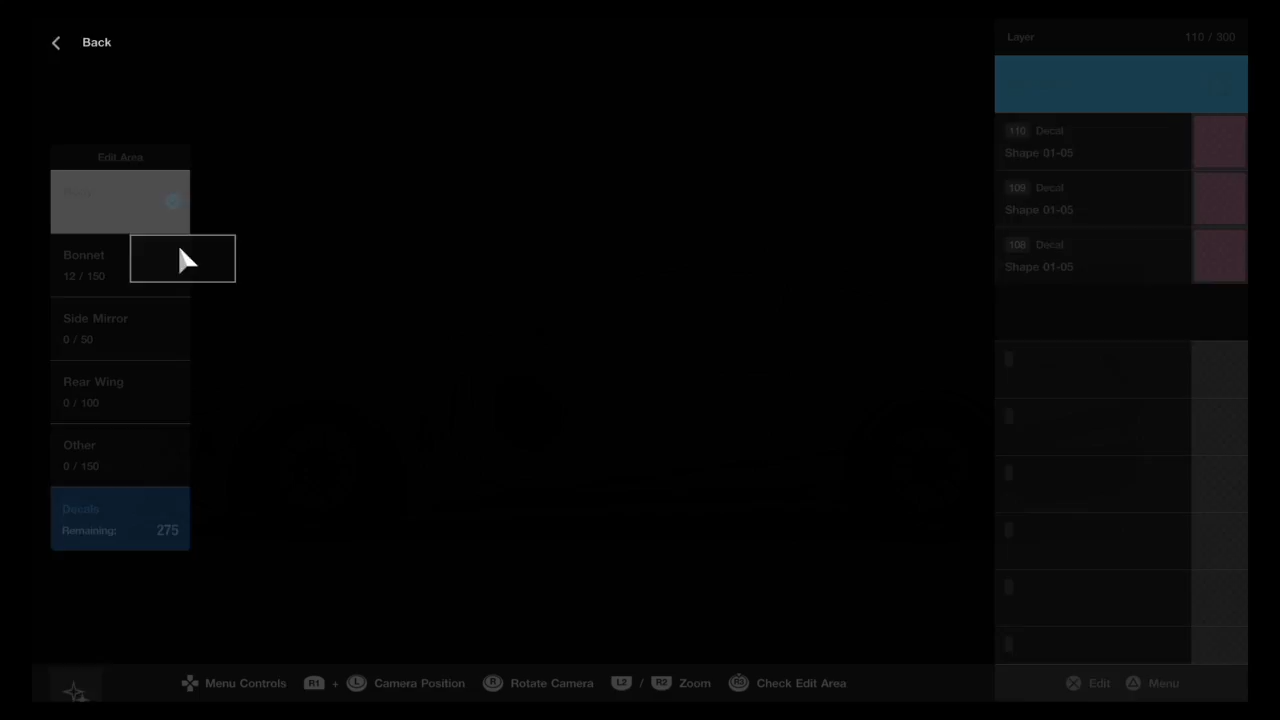 Back
Layer 110 / 300
110 Decal
Shape 01-05
109 Decal
Shape 01-05
108 Decal
Shape 01-05
Edit Area
Body
Bonnet
12 / 150
Side Mirror
0 / 50
Rear Wing
0 / 100
Other
0 / 150
Decals
Remaining: 275
Menu Controls R1 + L Camera Position R Rotate Camera L2 / R2 Zoom R3 Check Edit Area Edit Menu